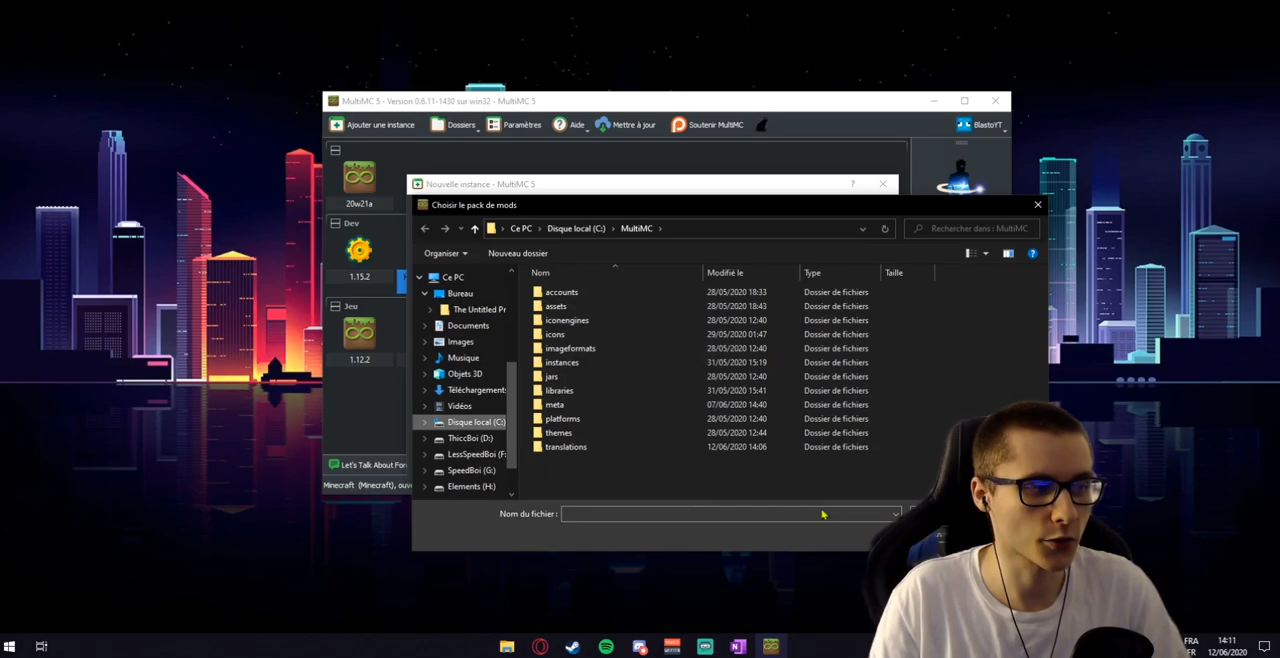 MultiMC 5 - Version 0.6.11-1430 sur win32 - MultiMC 5
Ajouter une instance Dossiers Paramètres Aide Mettre à jour Soutenir MultiMC BlastoYT
20w21a
Dev
1.15.2
Jeu
1.12.2
Let's Talk About For
Minecraft (Minecraft), ouv
Nouvelle instance - MultiMC 5
Choisir le pack de mods
Ce PC > Disque local (C:) > MultiMC >
Rechercher dans : MultiMC
Organiser Nouveau dossier
Ce PC
Bureau
The Untitled Pr
Documents
Images
Musique
Objets 3D
Téléchargements
Vidéos
Disque local (C:)
ThiccBoi (D:)
LessSpeedBoi (F:
SpeedBoi (G:)
Elements (H:)
Nom Modifié le Type Taille
accounts 28/05/2020 18:33 Dossier de fichiers
assets 28/05/2020 18:43 Dossier de fichiers
iconengines 28/05/2020 12:40 Dossier de fichiers
icons 29/05/2020 01:47 Dossier de fichiers
imageformats 28/05/2020 12:40 Dossier de fichiers
instances 31/05/2020 15:19 Dossier de fichiers
jars 28/05/2020 12:40 Dossier de fichiers
libraries 31/05/2020 15:41 Dossier de fichiers
meta 07/06/2020 14:40 Dossier de fichiers
platforms 28/05/2020 12:40 Dossier de fichiers
themes 28/05/2020 12:44 Dossier de fichiers
translations 12/06/2020 14:06 Dossier de fichiers
Nom du fichier :
FRA
FR
14:11
12/06/2020